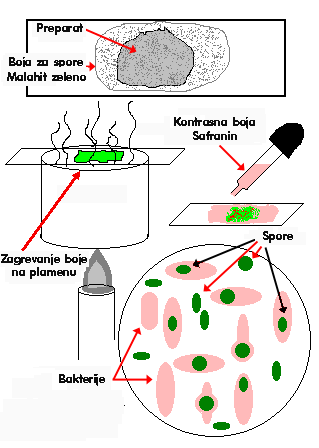 Preparat
Boja za spore
Malahit zeleno
Kontrasna boja
Safranin
Zagrevanje boje
na plamenu
Spore
Bakterije